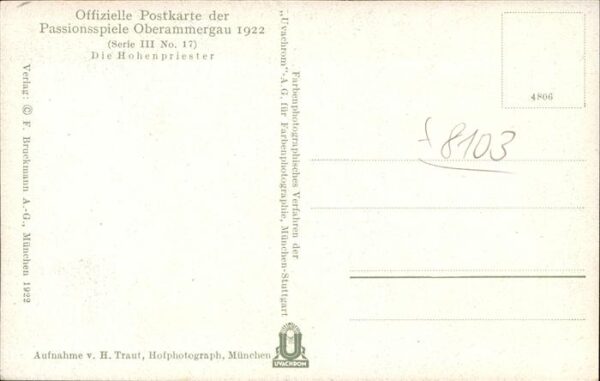 Offizielle Postkarte der
Passionsspiele Oberammergau 1922
(Serie III No. 17)
Die Hohenpriester
Verlag: © F. Bruckmann A.-G., München 1922
Aufnahme v. H. Traut, Hofphotograph, München
Farbenphotographisches Verfahren der
„Uvachrom“-A.G. für Farbenphotographie, München-Stuttgart
U
UVACHROM
4806
8103